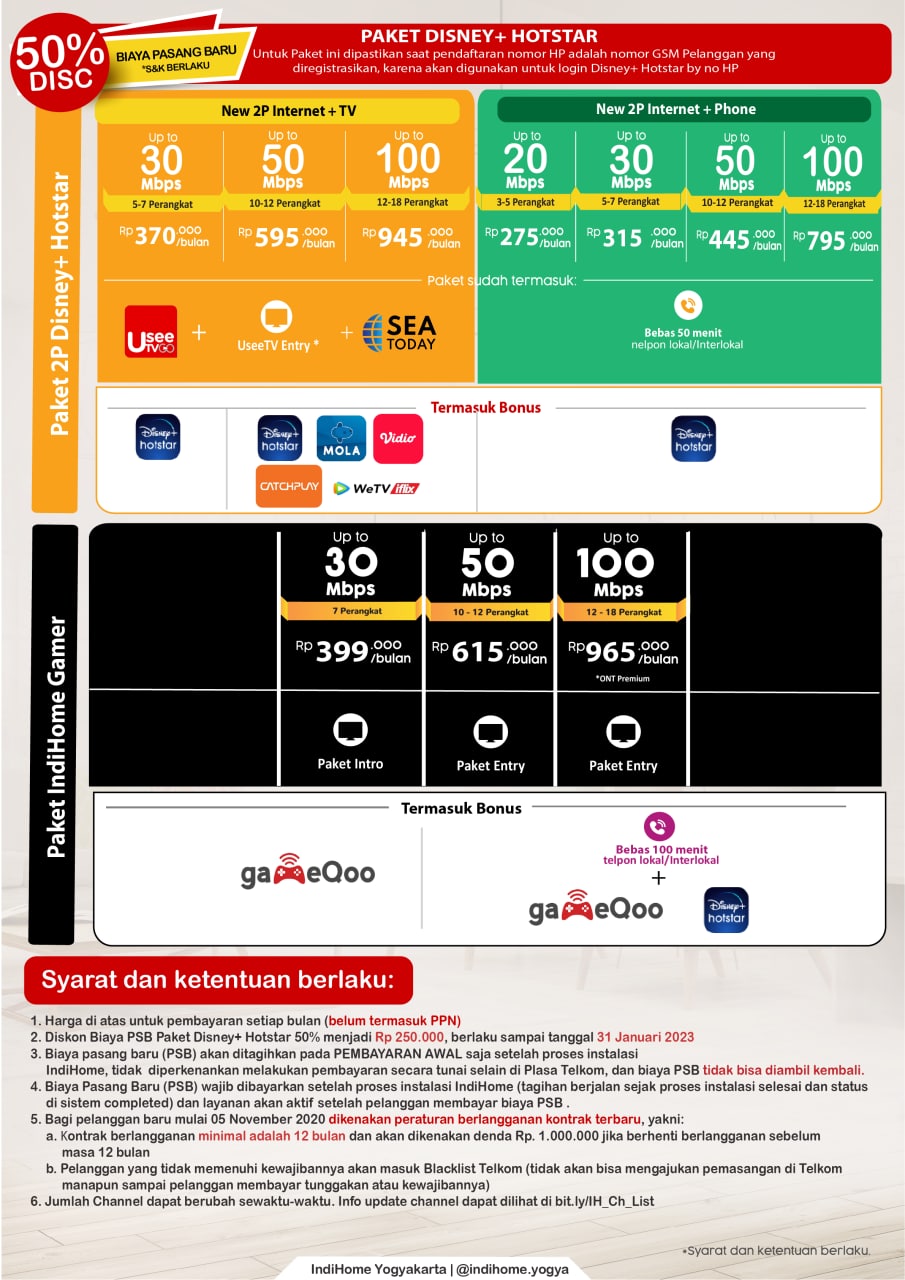 50%
DISC
BIAYA PASANG BARU
*S&K BERLAKU
PAKET DISNEY+ HOTSTAR
Untuk Paket ini dipastikan saat pendaftaran nomor HP adalah nomor GSM Pelanggan yang
diregistrasikan, karena akan digunakan untuk login Disney+ Hotstar by no HP
Paket 2P Disney+ Hotstar
New 2P Internet + TV
Up to
30
Mbps
5-7 Perangkat
Rp 370.000
/bulan
Up to
50
Mbps
10-12 Perangkat
Rp 595.000
/bulan
Up to
100
Mbps
12-18 Perangkat
Rp 945.000
/bulan
New 2P Internet + Phone
Up to
20
Mbps
3-5 Perangkat
Rp 275.000
/bulan
Up to
30
Mbps
5-7 Perangkat
Rp 315.000
/bulan
Up to
50
Mbps
10-12 Perangkat
Rp 445.000
/bulan
Up to
100
Mbps
12-18 Perangkat
Rp 795.000
/bulan
Paket sudah termasuk:
Usee
TVGO
+
UseeTV Entry *
+
SEA
TODAY
Bebas 50 menit
nelpon lokal/Interlokal
Termasuk Bonus
Disney+
hotstar
Disney+
hotstar
MOLA
Vidio
CATCHPLAY
WeTV iflix
Disney+
hotstar
Paket IndiHome Gamer
Up to
30
Mbps
7 Perangkat
Rp 399.000
/bulan
Up to
50
Mbps
10 - 12 Perangkat
Rp 615.000
/bulan
Up to
100
Mbps
12 - 18 Perangkat
Rp 965.000
/bulan
*ONT Premium
Paket Intro
Paket Entry
Paket Entry
Termasuk Bonus
gameQoo
Bebas 100 menit
telpon lokal/Interlokal
+
gameQoo
Disney+
hotstar
Syarat dan ketentuan berlaku:
1. Harga di atas untuk pembayaran setiap bulan (belum termasuk PPN)
2. Diskon Biaya PSB Paket Disney+ Hotstar 50% menjadi Rp 250.000, berlaku sampai tanggal 31 Januari 2023
3. Biaya pasang baru (PSB) akan ditagihkan pada PEMBAYARAN AWAL saja setelah proses instalasi
IndiHome, tidak diperkenankan melakukan pembayaran secara tunai selain di Plasa Telkom, dan biaya PSB tidak bisa diambil kembali.
4. Biaya Pasang Baru (PSB) wajib dibayarkan setelah proses instalasi IndiHome (tagihan berjalan sejak proses instalasi selesai dan status
di sistem completed) dan layanan akan aktif setelah pelanggan membayar biaya PSB .
5. Bagi pelanggan baru mulai 05 November 2020 dikenakan peraturan berlangganan kontrak terbaru, yakni:
a. Kontrak berlangganan minimal adalah 12 bulan dan akan dikenakan denda Rp. 1.000.000 jika berhenti berlangganan sebelum
masa 12 bulan
b. Pelanggan yang tidak memenuhi kewajibannya akan masuk Blacklist Telkom (tidak akan bisa mengajukan pemasangan di Telkom
manapun sampai pelanggan membayar tunggakan atau kewajibannya)
6. Jumlah Channel dapat berubah sewaktu-waktu. Info update channel dapat dilihat di bit.ly/IH_Ch_List
*Syarat dan ketentuan berlaku.
IndiHome Yogyakarta | @indihome.yogya